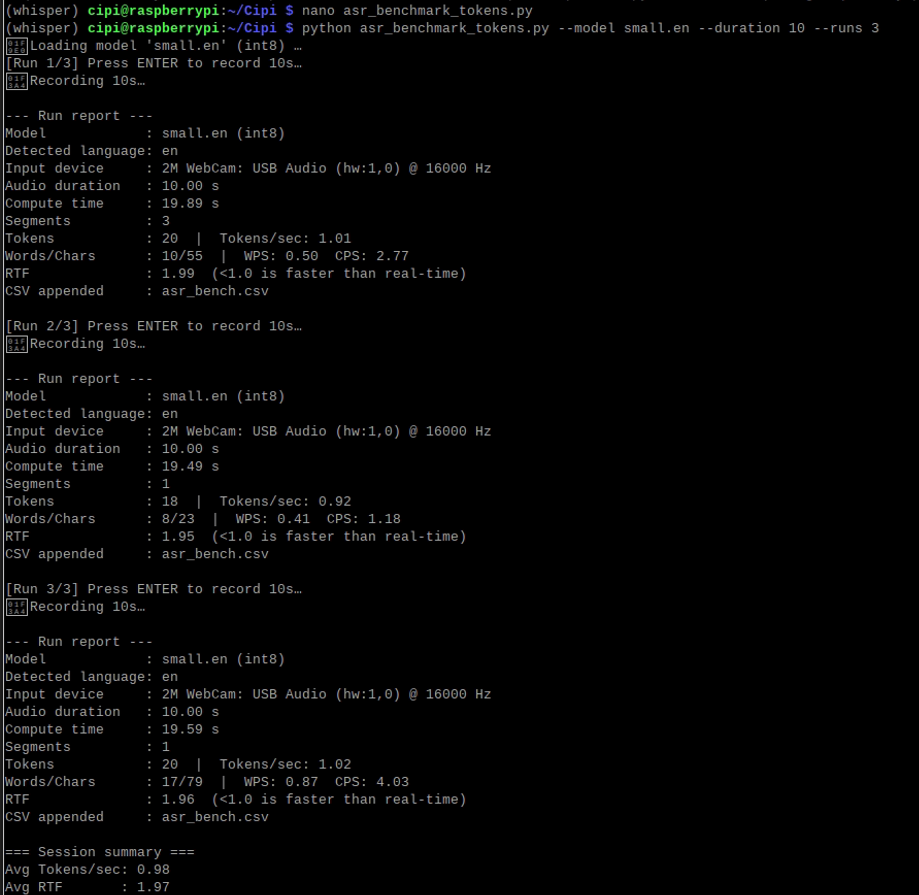 (whisper) cipi@raspberrypi:~/Cipi $ nano asr_benchmark_tokens.py
(whisper) cipi@raspberrypi:~/Cipi $ python asr_benchmark_tokens.py --model small.en --duration 10 --runs 3
01F9E0 Loading model 'small.en' (int8) …
[Run 1/3] Press ENTER to record 10s…
01F3A4 Recording 10s…
--- Run report ---
Model : small.en (int8)
Detected language: en
Input device : 2M WebCam: USB Audio (hw:1,0) @ 16000 Hz
Audio duration : 10.00 s
Compute time : 19.89 s
Segments : 3
Tokens : 20 | Tokens/sec: 1.01
Words/Chars : 10/55 | WPS: 0.50 CPS: 2.77
RTF : 1.99 (<1.0 is faster than real-time)
CSV appended : asr_bench.csv
[Run 2/3] Press ENTER to record 10s…
01F3A4 Recording 10s…
--- Run report ---
Model : small.en (int8)
Detected language: en
Input device : 2M WebCam: USB Audio (hw:1,0) @ 16000 Hz
Audio duration : 10.00 s
Compute time : 19.49 s
Segments : 1
Tokens : 18 | Tokens/sec: 0.92
Words/Chars : 8/23 | WPS: 0.41 CPS: 1.18
RTF : 1.95 (<1.0 is faster than real-time)
CSV appended : asr_bench.csv
[Run 3/3] Press ENTER to record 10s…
01F3A4 Recording 10s…
--- Run report ---
Model : small.en (int8)
Detected language: en
Input device : 2M WebCam: USB Audio (hw:1,0) @ 16000 Hz
Audio duration : 10.00 s
Compute time : 19.59 s
Segments : 1
Tokens : 20 | Tokens/sec: 1.02
Words/Chars : 17/79 | WPS: 0.87 CPS: 4.03
RTF : 1.96 (<1.0 is faster than real-time)
CSV appended : asr_bench.csv
=== Session summary ===
Avg Tokens/sec: 0.98
Avg RTF : 1.97